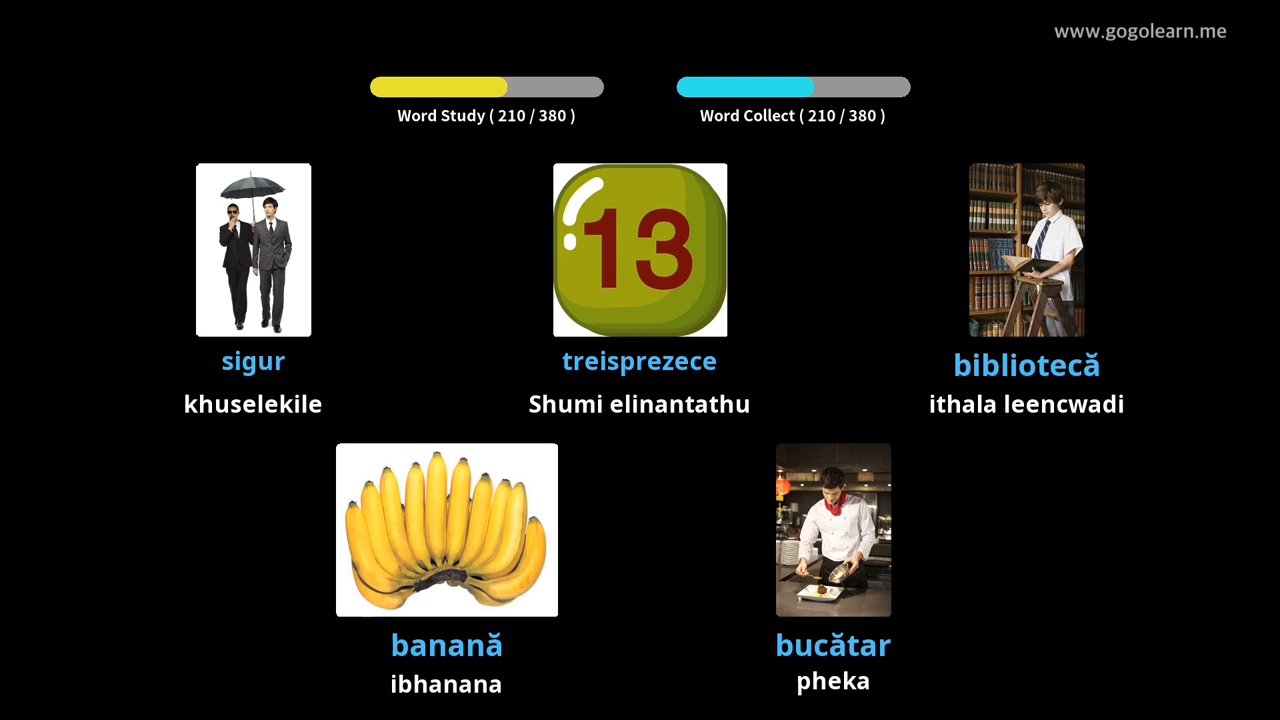 www.gogolearn.me
Word Study ( 210 / 380 )
Word Collect ( 210 / 380 )
13
sigur
treisprezece
bibliotecă
khuselekile
Shumi elinantathu
ithala leencwadi
banană
bucătar
ibhanana
pheka